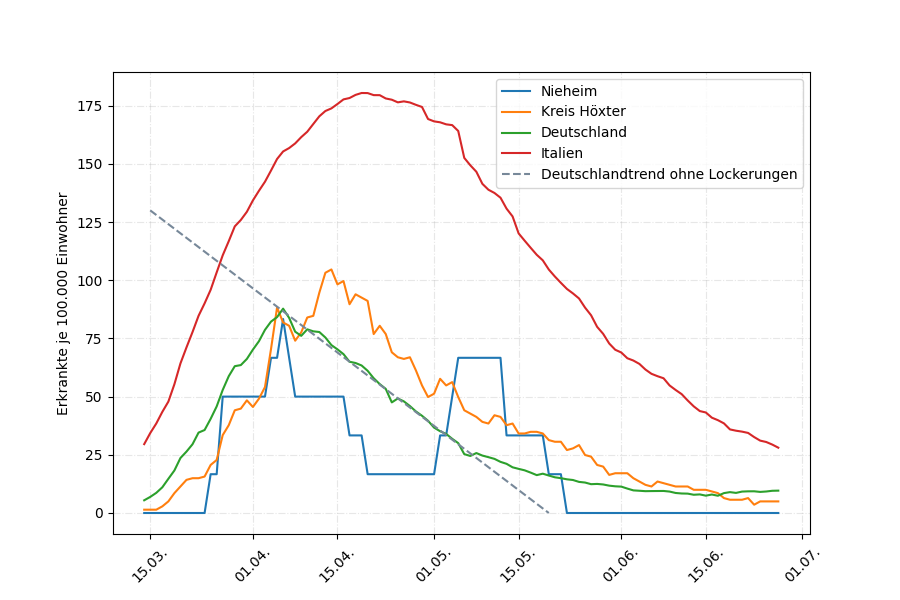 Erkrankte je 100.000 Einwohner
175
150
125
100
75
50
25
0
Nieheim
Kreis Höxter
Deutschland
Italien
Deutschlandtrend ohne Lockerungen
15.03.
01.04.
15.04.
01.05.
15.05.
01.06.
15.06.
01.07.